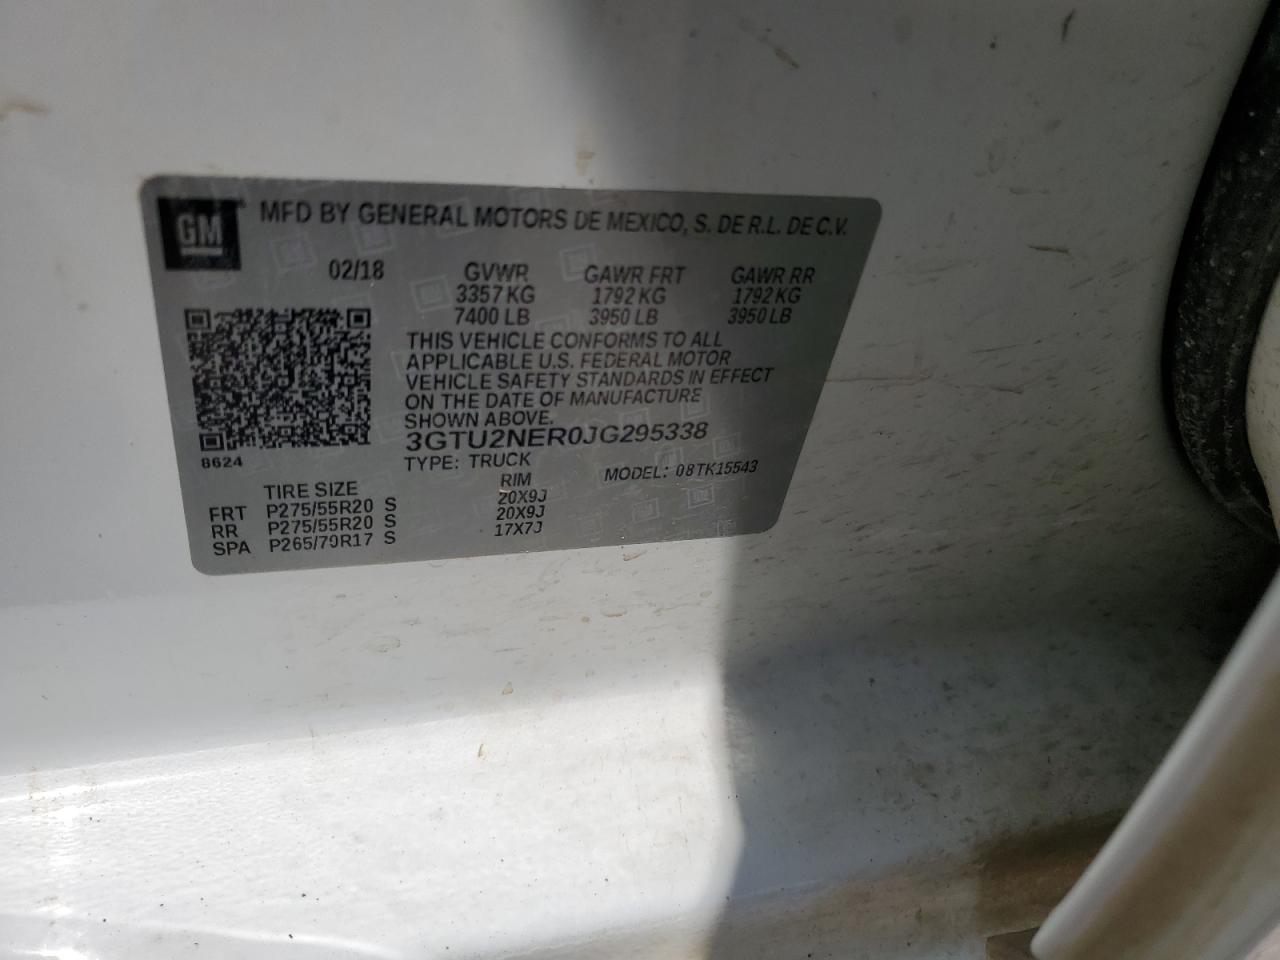 GM MFD BY GENERAL MOTORS DE MEXICO, S. DE R.L. DE C.V.
02/18 GVWR GAWR FRT GAWR RR
3357 KG 1792 KG 1792 KG
7400 LB 3950 LB 3950 LB
THIS VEHICLE CONFORMS TO ALL
APPLICABLE U.S. FEDERAL MOTOR
VEHICLE SAFETY STANDARDS IN EFFECT
ON THE DATE OF MANUFACTURE
SHOWN ABOVE.
3GTU2NER0JG295338
8624 TYPE: TRUCK MODEL: 08TK15543
TIRE SIZE RIM
FRT P275/55R20 S 20X9J
RR P275/55R20 S 20X9J
SPA P265/70R17 S 17X7J